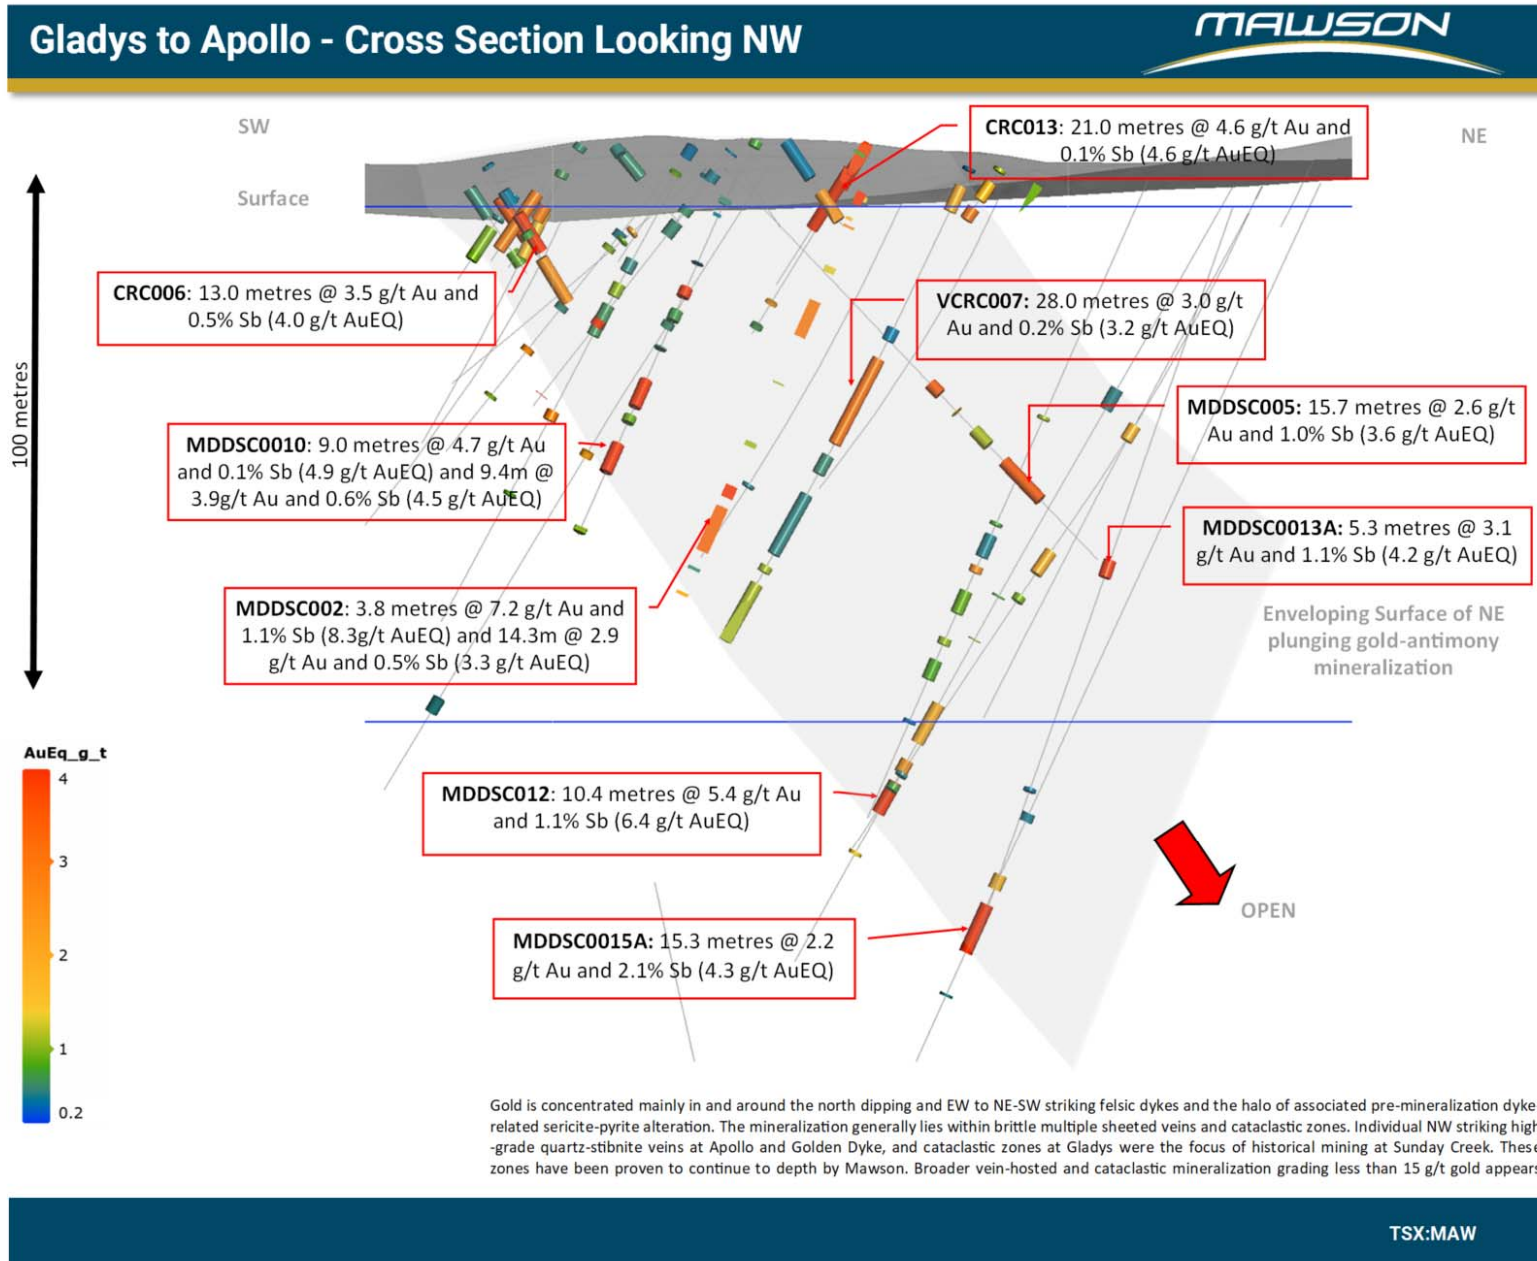 Gladys to Apollo - Cross Section Looking NW
MAWSON
SW
NE
Surface
CRC013: 21.0 metres @ 4.6 g/t Au and
0.1% Sb (4.6 g/t AuEQ)
CRC006: 13.0 metres @ 3.5 g/t Au and
0.5% Sb (4.0 g/t AuEQ)
VCRC007: 28.0 metres @ 3.0 g/t
Au and 0.2% Sb (3.2 g/t AuEQ)
100 metres
MDDSC005: 15.7 metres @ 2.6 g/t
Au and 1.0% Sb (3.6 g/t AuEQ)
MDDSC0010: 9.0 metres @ 4.7 g/t Au
and 0.1% Sb (4.9 g/t AuEQ) and 9.4m @
3.9g/t Au and 0.6% Sb (4.5 g/t AuEQ)
MDDSC0013A: 5.3 metres @ 3.1
g/t Au and 1.1% Sb (4.2 g/t AuEQ)
MDDSC002: 3.8 metres @ 7.2 g/t Au and
1.1% Sb (8.3g/t AuEQ) and 14.3m @ 2.9
g/t Au and 0.5% Sb (3.3 g/t AuEQ)
Enveloping Surface of NE
plunging gold-antimony
mineralization
AuEq_g_t
4
3
2
1
0.2
MDDSC012: 10.4 metres @ 5.4 g/t Au
and 1.1% Sb (6.4 g/t AuEQ)
OPEN
MDDSC0015A: 15.3 metres @ 2.2
g/t Au and 2.1% Sb (4.3 g/t AuEQ)
Gold is concentrated mainly in and around the north dipping and EW to NE-SW striking felsic dykes and the halo of associated pre-mineralization dyke
related sericite-pyrite alteration. The mineralization generally lies within brittle multiple sheeted veins and cataclastic zones. Individual NW striking high
-grade quartz-stibnite veins at Apollo and Golden Dyke, and cataclastic zones at Gladys were the focus of historical mining at Sunday Creek. These
zones have been proven to continue to depth by Mawson. Broader vein-hosted and cataclastic mineralization grading less than 15 g/t gold appears
TSX:MAW